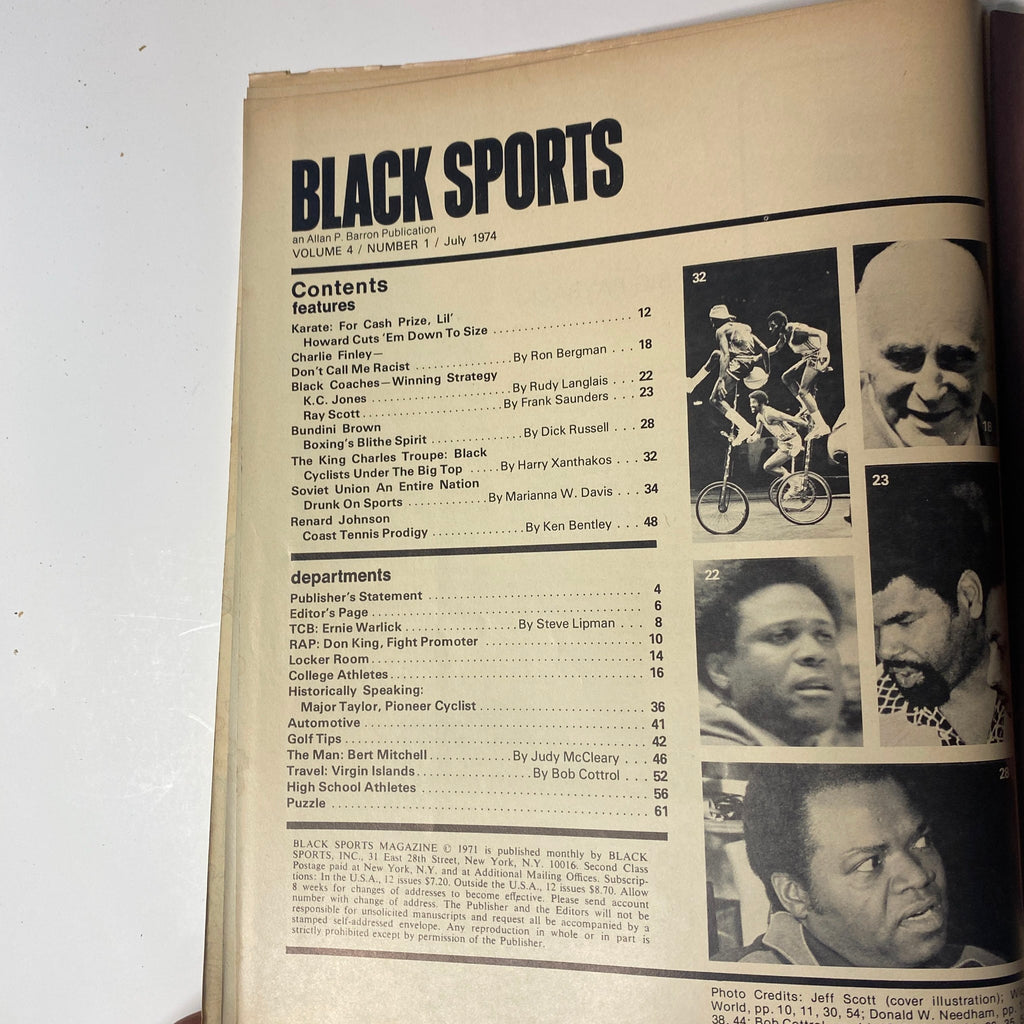 BLACK SPORTS
an Allan P. Barron Publication
VOLUME 4 / NUMBER 1 / July 1974
Contents
features
Karate: For Cash Prize, Lil'
Howard Cuts 'Em Down To Size .................... 12
Charlie Finley—
Don't Call Me Racist ..............By Ron Bergman . . . 18
Black Coaches—Winning Strategy
K.C. Jones ....................By Rudy Langlais . . . 22
Ray Scott....................By Frank Saunders . . . 23
Bundini Brown
Boxing's Blithe Spirit ..............By Dick Russell . . . 28
The King Charles Troupe: Black
Cyclists Under The Big Top .....By Harry Xanthakos . . . 32
Soviet Union An Entire Nation
Drunk On Sports ............By Marianna W. Davis . . . 34
Renard Johnson
Coast Tennis Prodigy ..............By Ken Bentley . . . 48
departments
Publisher's Statement .............................. 4
Editor's Page .............................. 6
TCB: Ernie Warlick..............By Steve Lipman . . . 8
RAP: Don King, Fight Promoter .................... 10
Locker Room.............................. 14
College Athletes.............................. 16
Historically Speaking:
Major Taylor, Pioneer Cyclist.................... 36
Automotive .............................. 41
Golf Tips .............................. 42
The Man: Bert Mitchell............By Judy McCleary . . . 46
Travel: Virgin Islands..............By Bob Cottrol . . . 52
High School Athletes .............................. 56
Puzzle .............................. 61
BLACK SPORTS MAGAZINE © 1971 is published monthly by BLACK
SPORTS, INC., 31 East 28th Street, New York, N.Y. 10016. Second Class
Postage paid at New York, N.Y. and at Additional Mailing Offices. Subscrip-
tions: In the U.S.A., 12 issues $7.20. Outside the U.S.A., 12 issues $8.70. Allow
8 weeks for changes of addresses to become effective. Please send account
number with change of address. The Publisher and the Editors will not be
responsible for unsolicited manuscripts and request all be accompanied by a
stamped self-addressed envelope. Any reproduction in whole or in part is
strictly prohibited except by permission of the Publisher.
32
18
23
22
28
Photo Credits: Jeff Scott (cover illustration);
World, pp. 10, 11, 30, 54; Donald W. Needham, pp.
38, 44; Bob